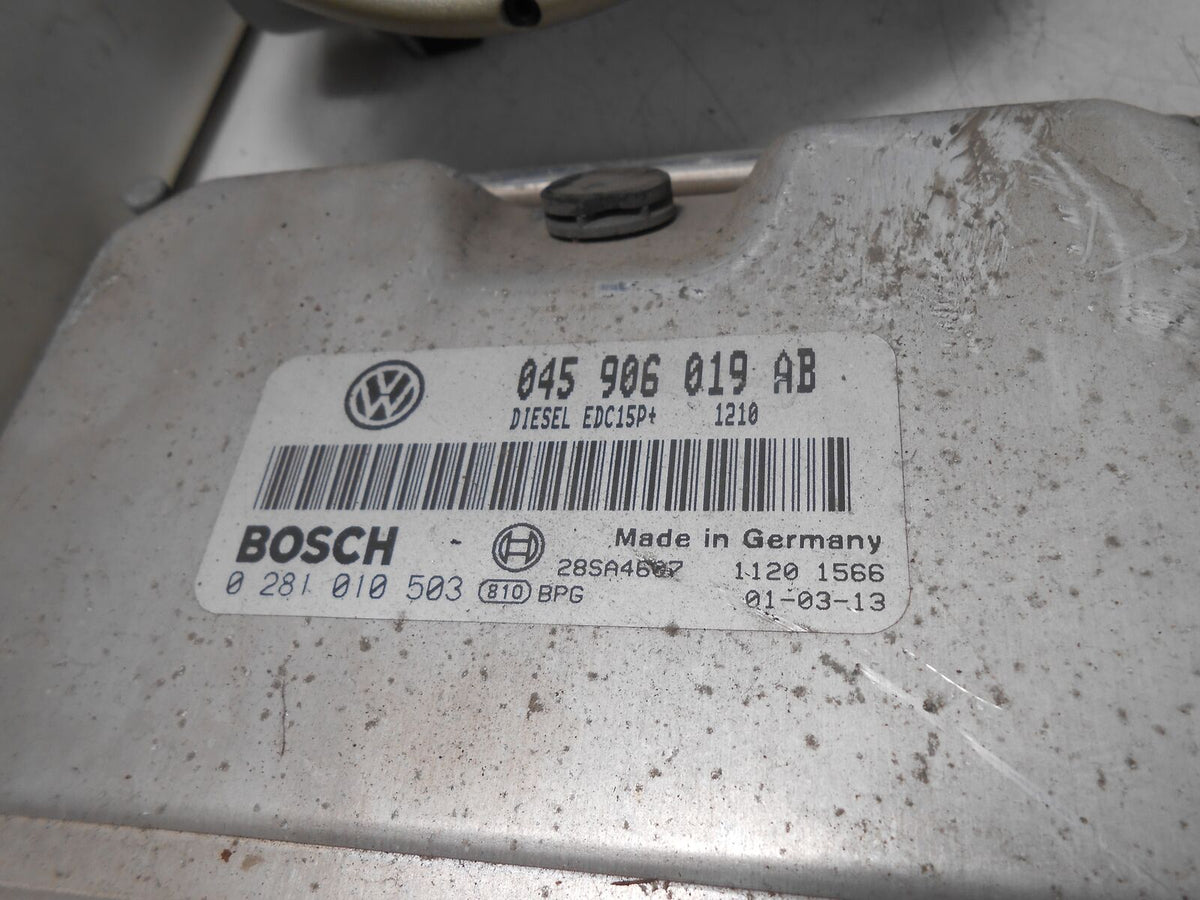 045 906 019 AB
DIESEL EDC15P+ 1210
BOSCH - Made in Germany
28SA4607 1120 1566
0 281 010 503 810 BPG 01-03-13